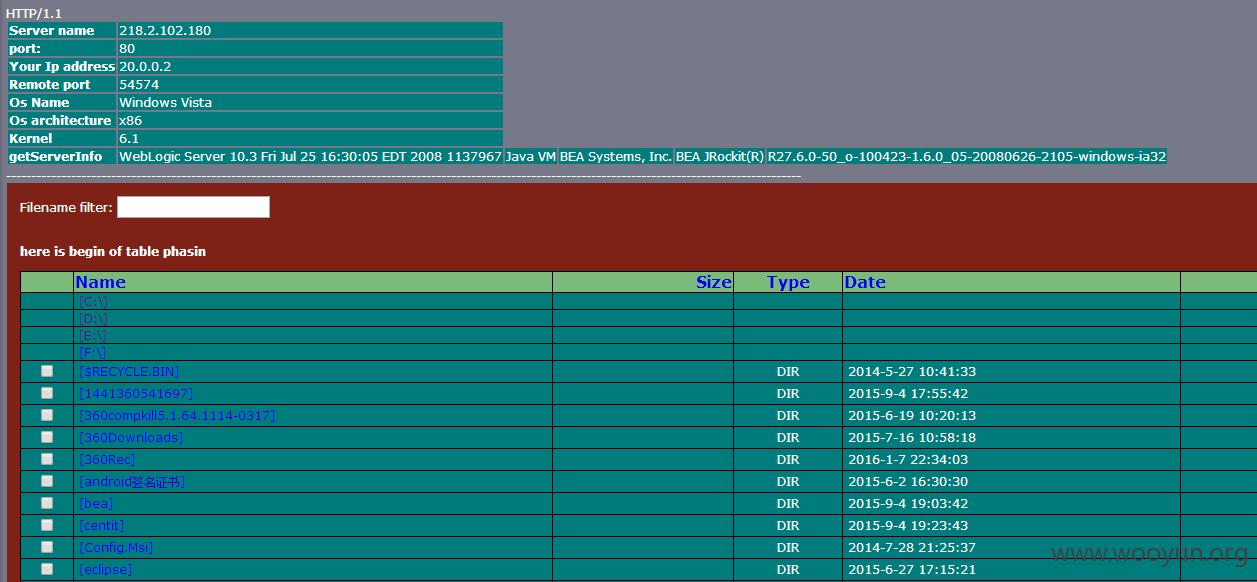 HTTP/1.1
Server name 218.2.102.180
port: 80
Your Ip address 20.0.0.2
Remote port 54574
Os Name Windows Vista
Os architecture x86
Kernel 6.1
getServerInfo WebLogic Server 10.3 Fri Jul 25 16:30:05 EDT 2008 1137967 Java VM BEA Systems, Inc. BEA JRockit(R) R27.6.0-50_o-100423-1.6.0_05-20080626-2105-windows-ia32
Filename filter:
here is begin of table phasin
Name Size Type Date
[C:\]
[D:\]
[E:\]
[F:\]
[$RECYCLE.BIN] DIR 2014-5-27 10:41:33
[1441360541697] DIR 2015-9-4 17:55:42
[360compkill5.1.64.1114-0317] DIR 2015-6-19 10:20:13
[360Downloads] DIR 2015-7-16 10:58:18
[360Rec] DIR 2016-1-7 22:34:03
[android签名证书] DIR 2015-6-2 16:30:30
[bea] DIR 2015-9-4 19:03:42
[centit] DIR 2015-9-4 19:23:43
[Config.Msi] DIR 2014-7-28 21:25:37
[eclipse] DIR 2015-6-27 17:15:21
www.wooyun.org